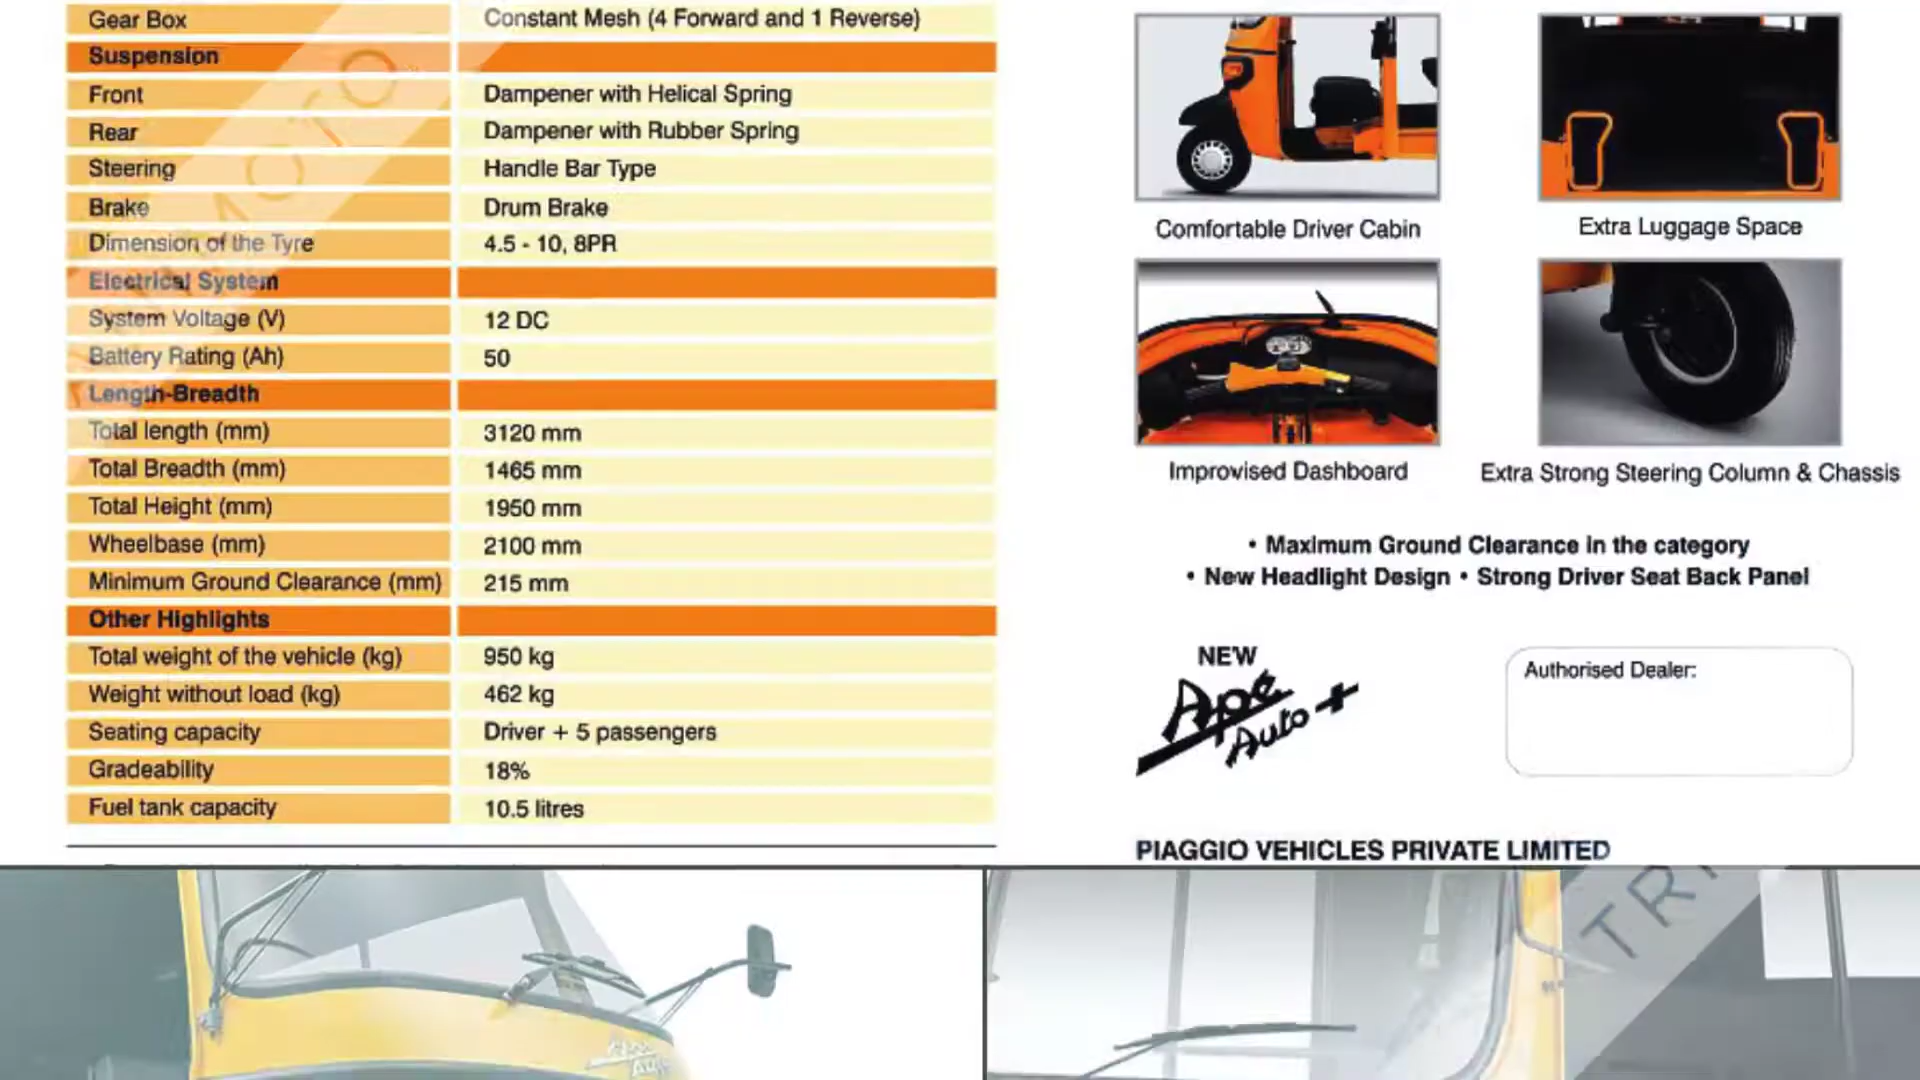 Gear Box Constant Mesh (4 Forward and 1 Reverse)
Suspension
Front Dampener with Helical Spring
Rear Dampener with Rubber Spring
Steering Handle Bar Type
Brake Drum Brake
Dimension of the Tyre 4.5 - 10, 8PR
Electrical System
System Voltage (V) 12 DC
Battery Rating (Ah) 50
Length-Breadth
Total length (mm) 3120 mm
Total Breadth (mm) 1465 mm
Total Height (mm) 1950 mm
Wheelbase (mm) 2100 mm
Minimum Ground Clearance (mm) 215 mm
Other Highlights
Total weight of the vehicle (kg) 950 kg
Weight without load (kg) 462 kg
Seating capacity Driver + 5 passengers
Gradeability 18%
Fuel tank capacity 10.5 litres
Comfortable Driver Cabin
Extra Luggage Space
Improvised Dashboard
Extra Strong Steering Column & Chassis
• Maximum Ground Clearance in the category
• New Headlight Design • Strong Driver Seat Back Panel
NEW
Ape
Auto +
Authorised Dealer:
PIAGGIO VEHICLES PRIVATE LIMITED
Ape
Auto